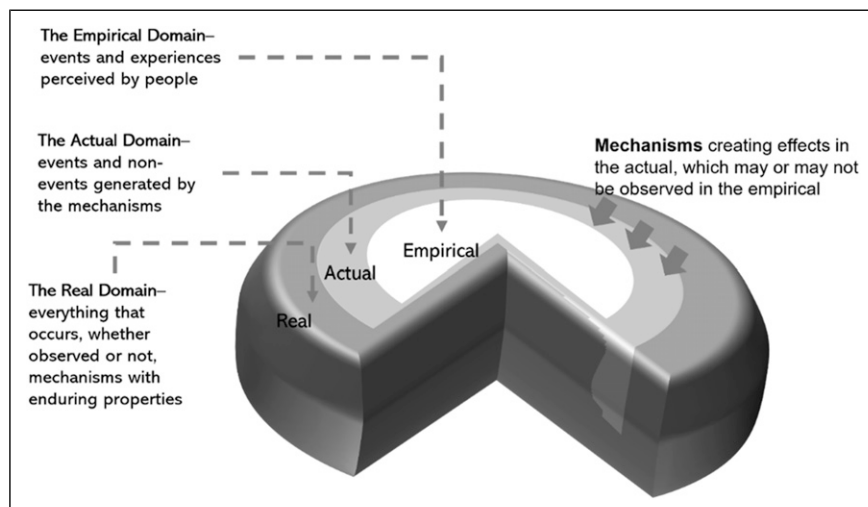 The Empirical Domain–
events and experiences
perceived by people
The Actual Domain–
events and non-
events generated by
the mechanisms
The Real Domain–
everything that
occurs, whether
observed or not,
mechanisms with
enduring properties
Mechanisms creating effects in
the actual, which may or may not
be observed in the empirical
Empirical
Actual
Real